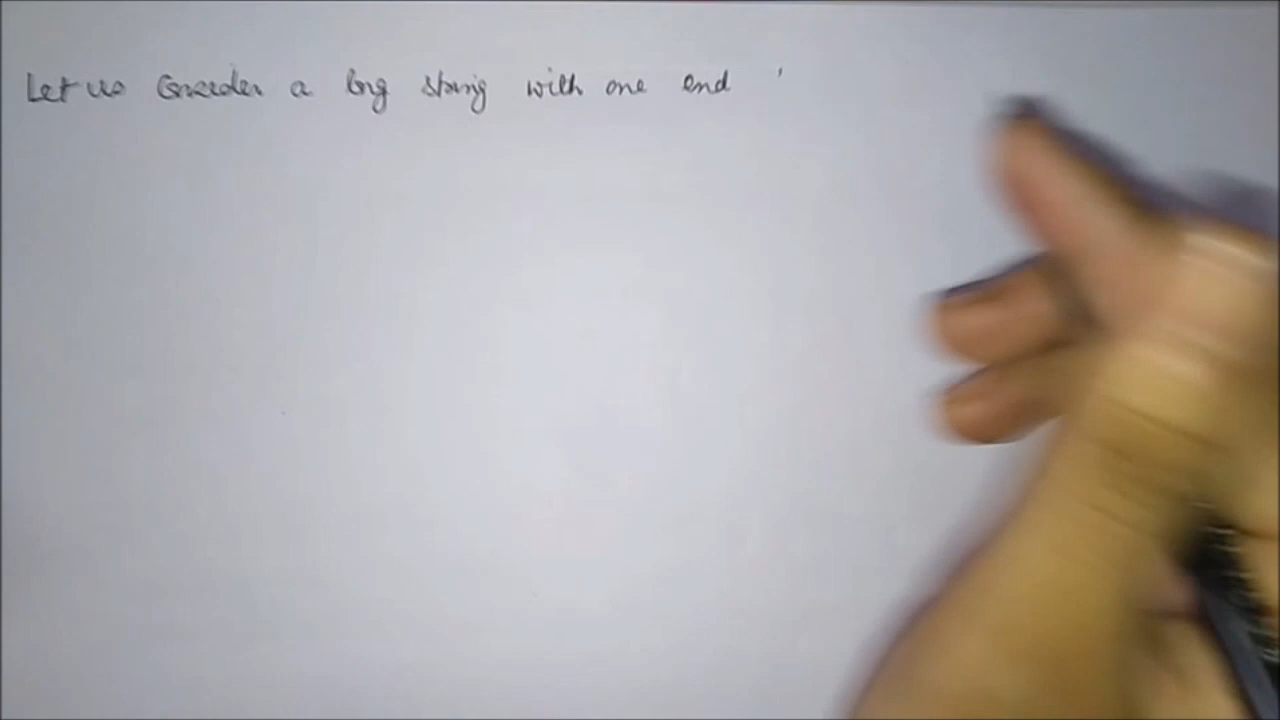 Let us Consider a long string with one end '